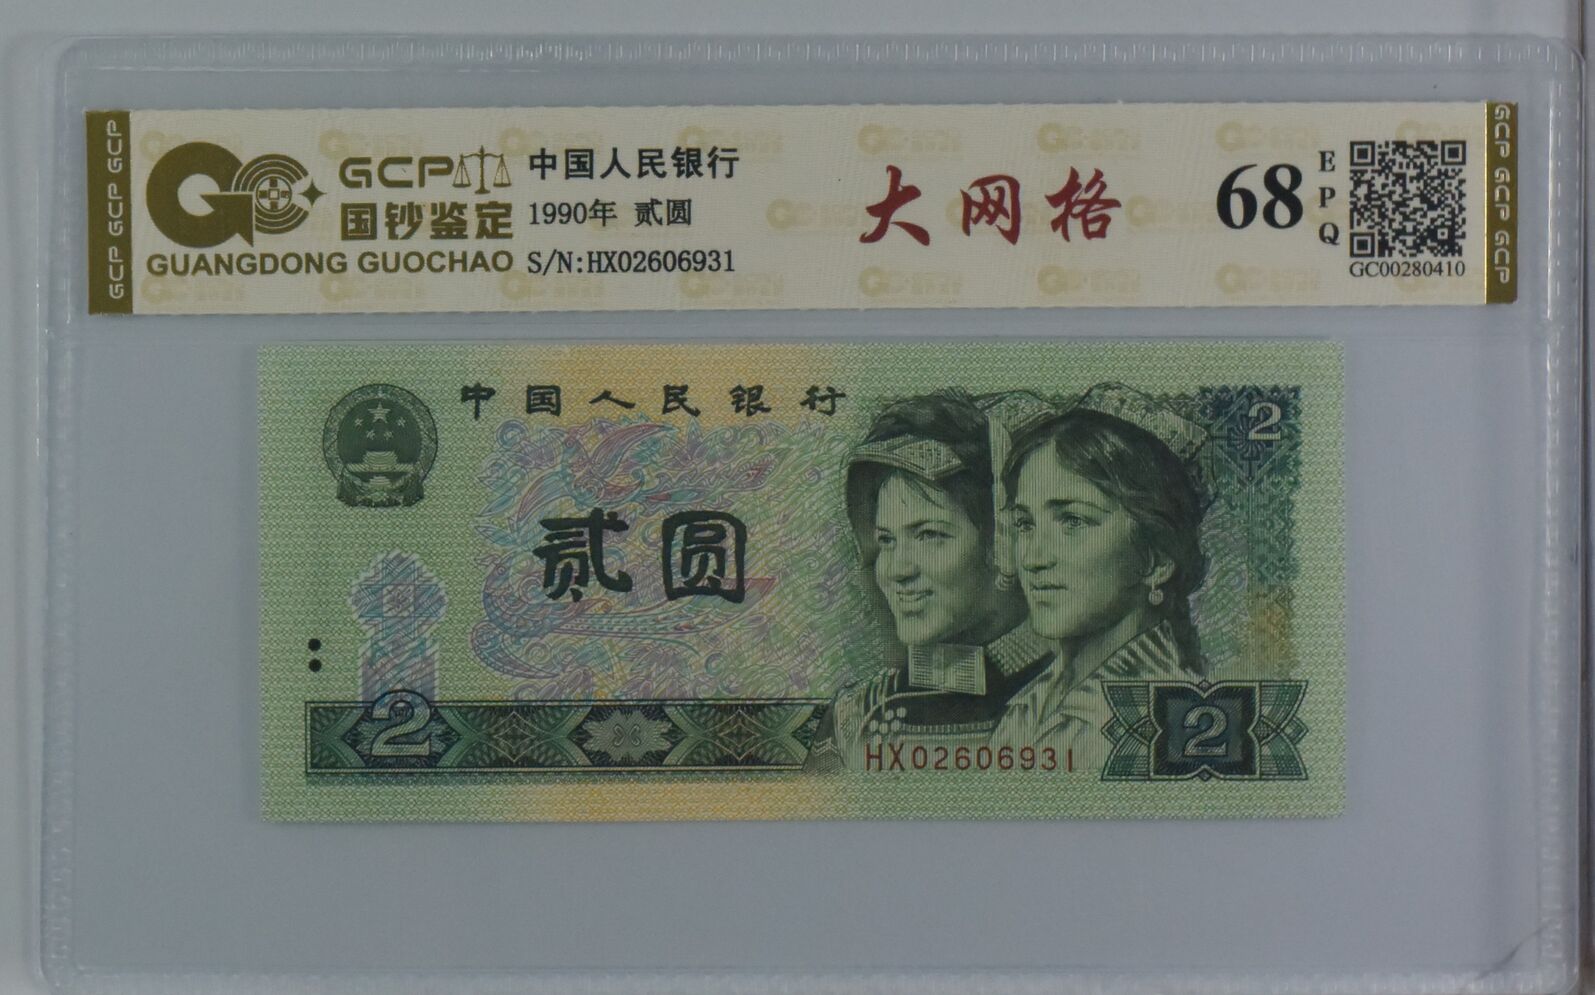 GCP GCP GCP
GCP
国钞鉴定
GUANGDONG GUOCHAO
中国人民银行
1990年 贰圆
S/N:HX02606931
大网格
68
EPQ
GC00280410
GCP GCP GCP
中国人民银行
2
贰圆
2
HX02606931
2